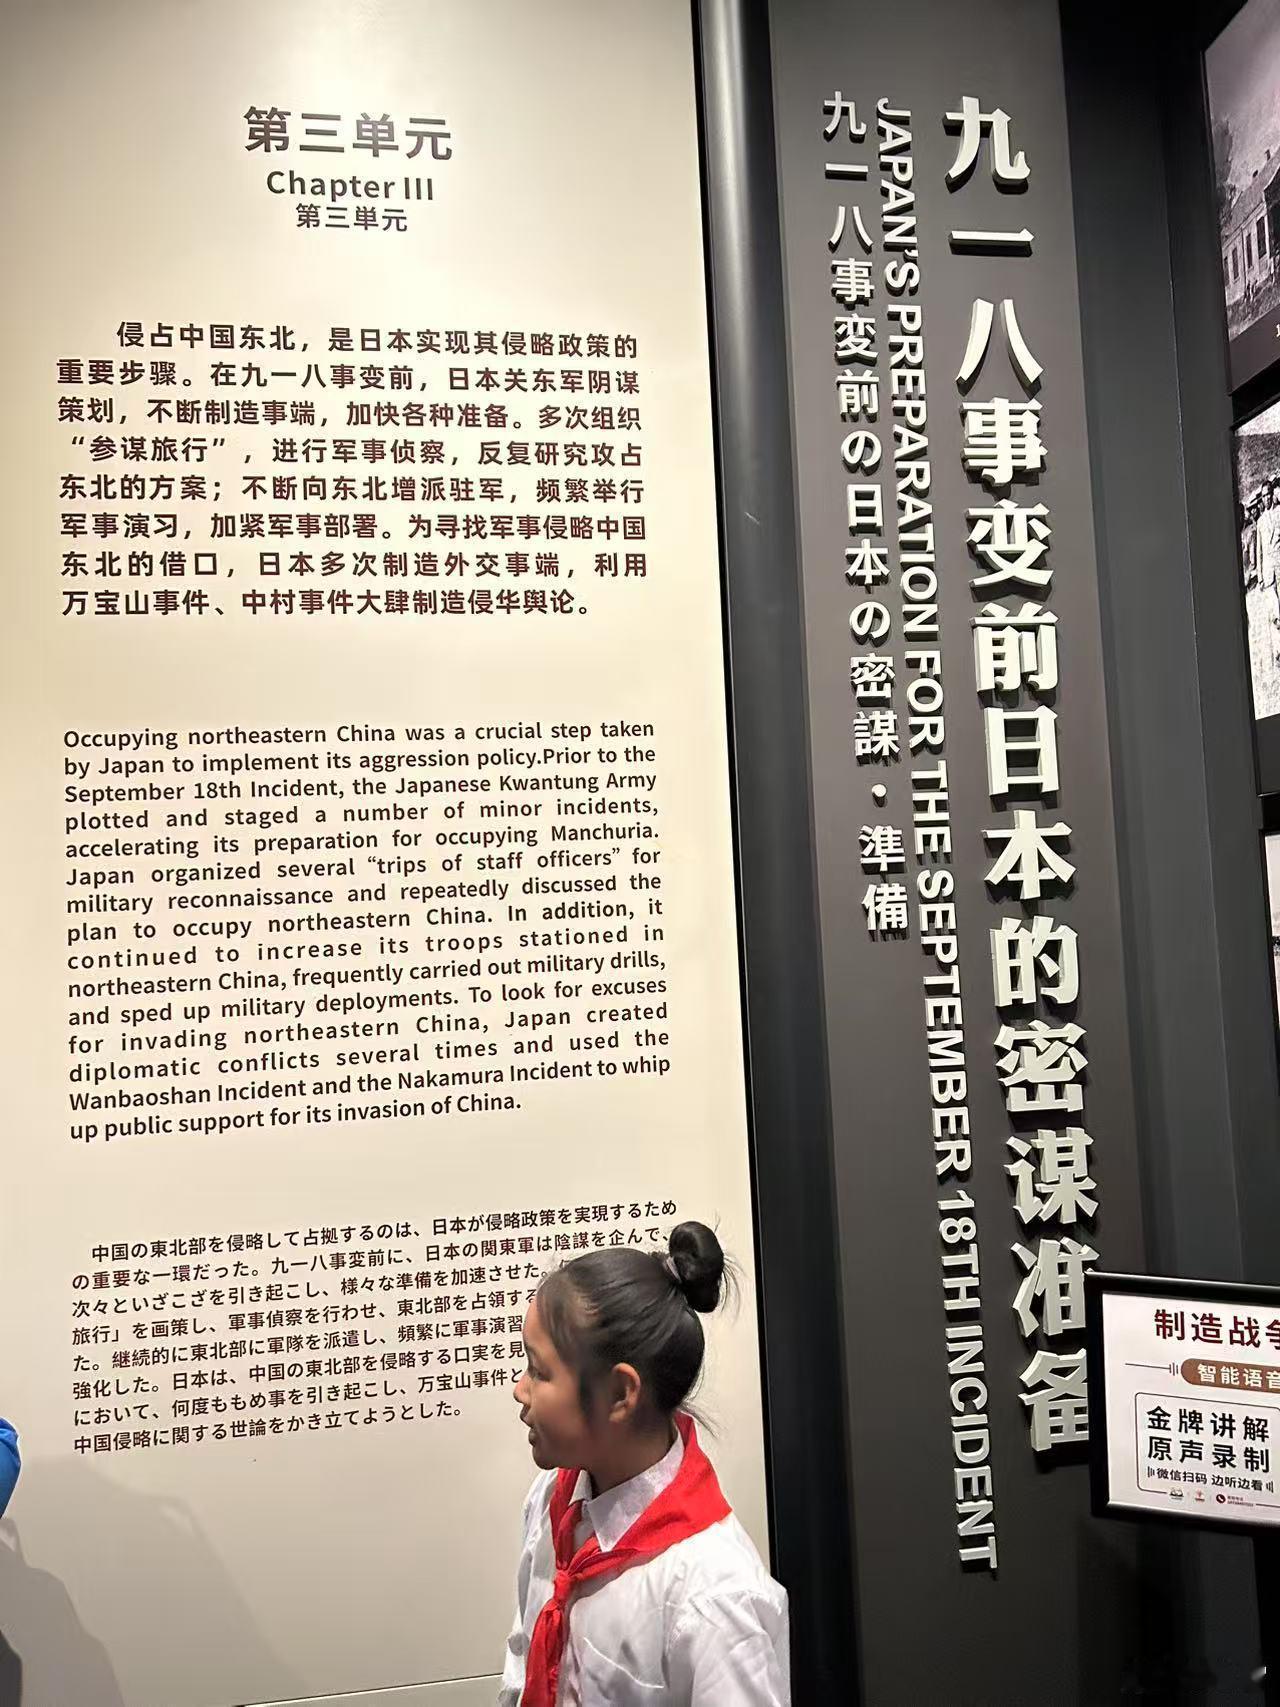 第三单元
Chapter III
第三単元
侵占中国东北，是日本实现其侵略政策的
重要步骤。在九一八事变前，日本关东军阴谋
策划，不断制造事端，加快各种准备。多次组织
“参谋旅行”，进行军事侦察，反复研究攻占
东北的方案；不断向东北增派驻军，频繁举行
军事演习，加紧军事部署。为寻找军事侵略中国
东北的借口，日本多次制造外交事端，利用
万宝山事件、中村事件大肆制造侵华舆论。
Occupying northeastern China was a crucial step taken
by Japan to implement its aggression policy.Prior to the
September 18th Incident, the Japanese Kwantung Army
plotted and staged a number of minor incidents,
accelerating its preparation for occupying Manchuria.
Japan organized several “trips of staff officers” for
military reconnaissance and repeatedly discussed the
plan to occupy northeastern China. In addition, it
continued to increase its troops stationed in
northeastern China, frequently carried out military drills,
and sped up military deployments. To look for excuses
for invading northeastern China, Japan created
diplomatic conflicts several times and used the
Wanbaoshan Incident and the Nakamura Incident to whip
up public support for its invasion of China.
中国の東北部を侵略して占拠するのは、日本が侵略政策を実現するため
の重要な一環だった。九一八事変前に、日本の関東軍は陰謀を企んで、
次々といざこざを引き起こし、様々な準備を加速させた。
旅行」を画策し、軍事偵察を行わせ、東北部を占領する
た。継続的に東北部に軍隊を派遣し、頻繁に軍事演習
強化した。日本は、中国の東北部を侵略する口実を見
において、何度ももめ事を引き起こし、万宝山事件と
中国侵略に関する世論をかき立てようとした。
九一八事变前日本的密谋准备
JAPAN'S PREPARATION FOR THE SEPTEMBER 18TH INCIDENT
九一八事変前の日本の密謀・準備
制造战争
智能语音
金牌讲解
原声录制
微信扫码 边听边看